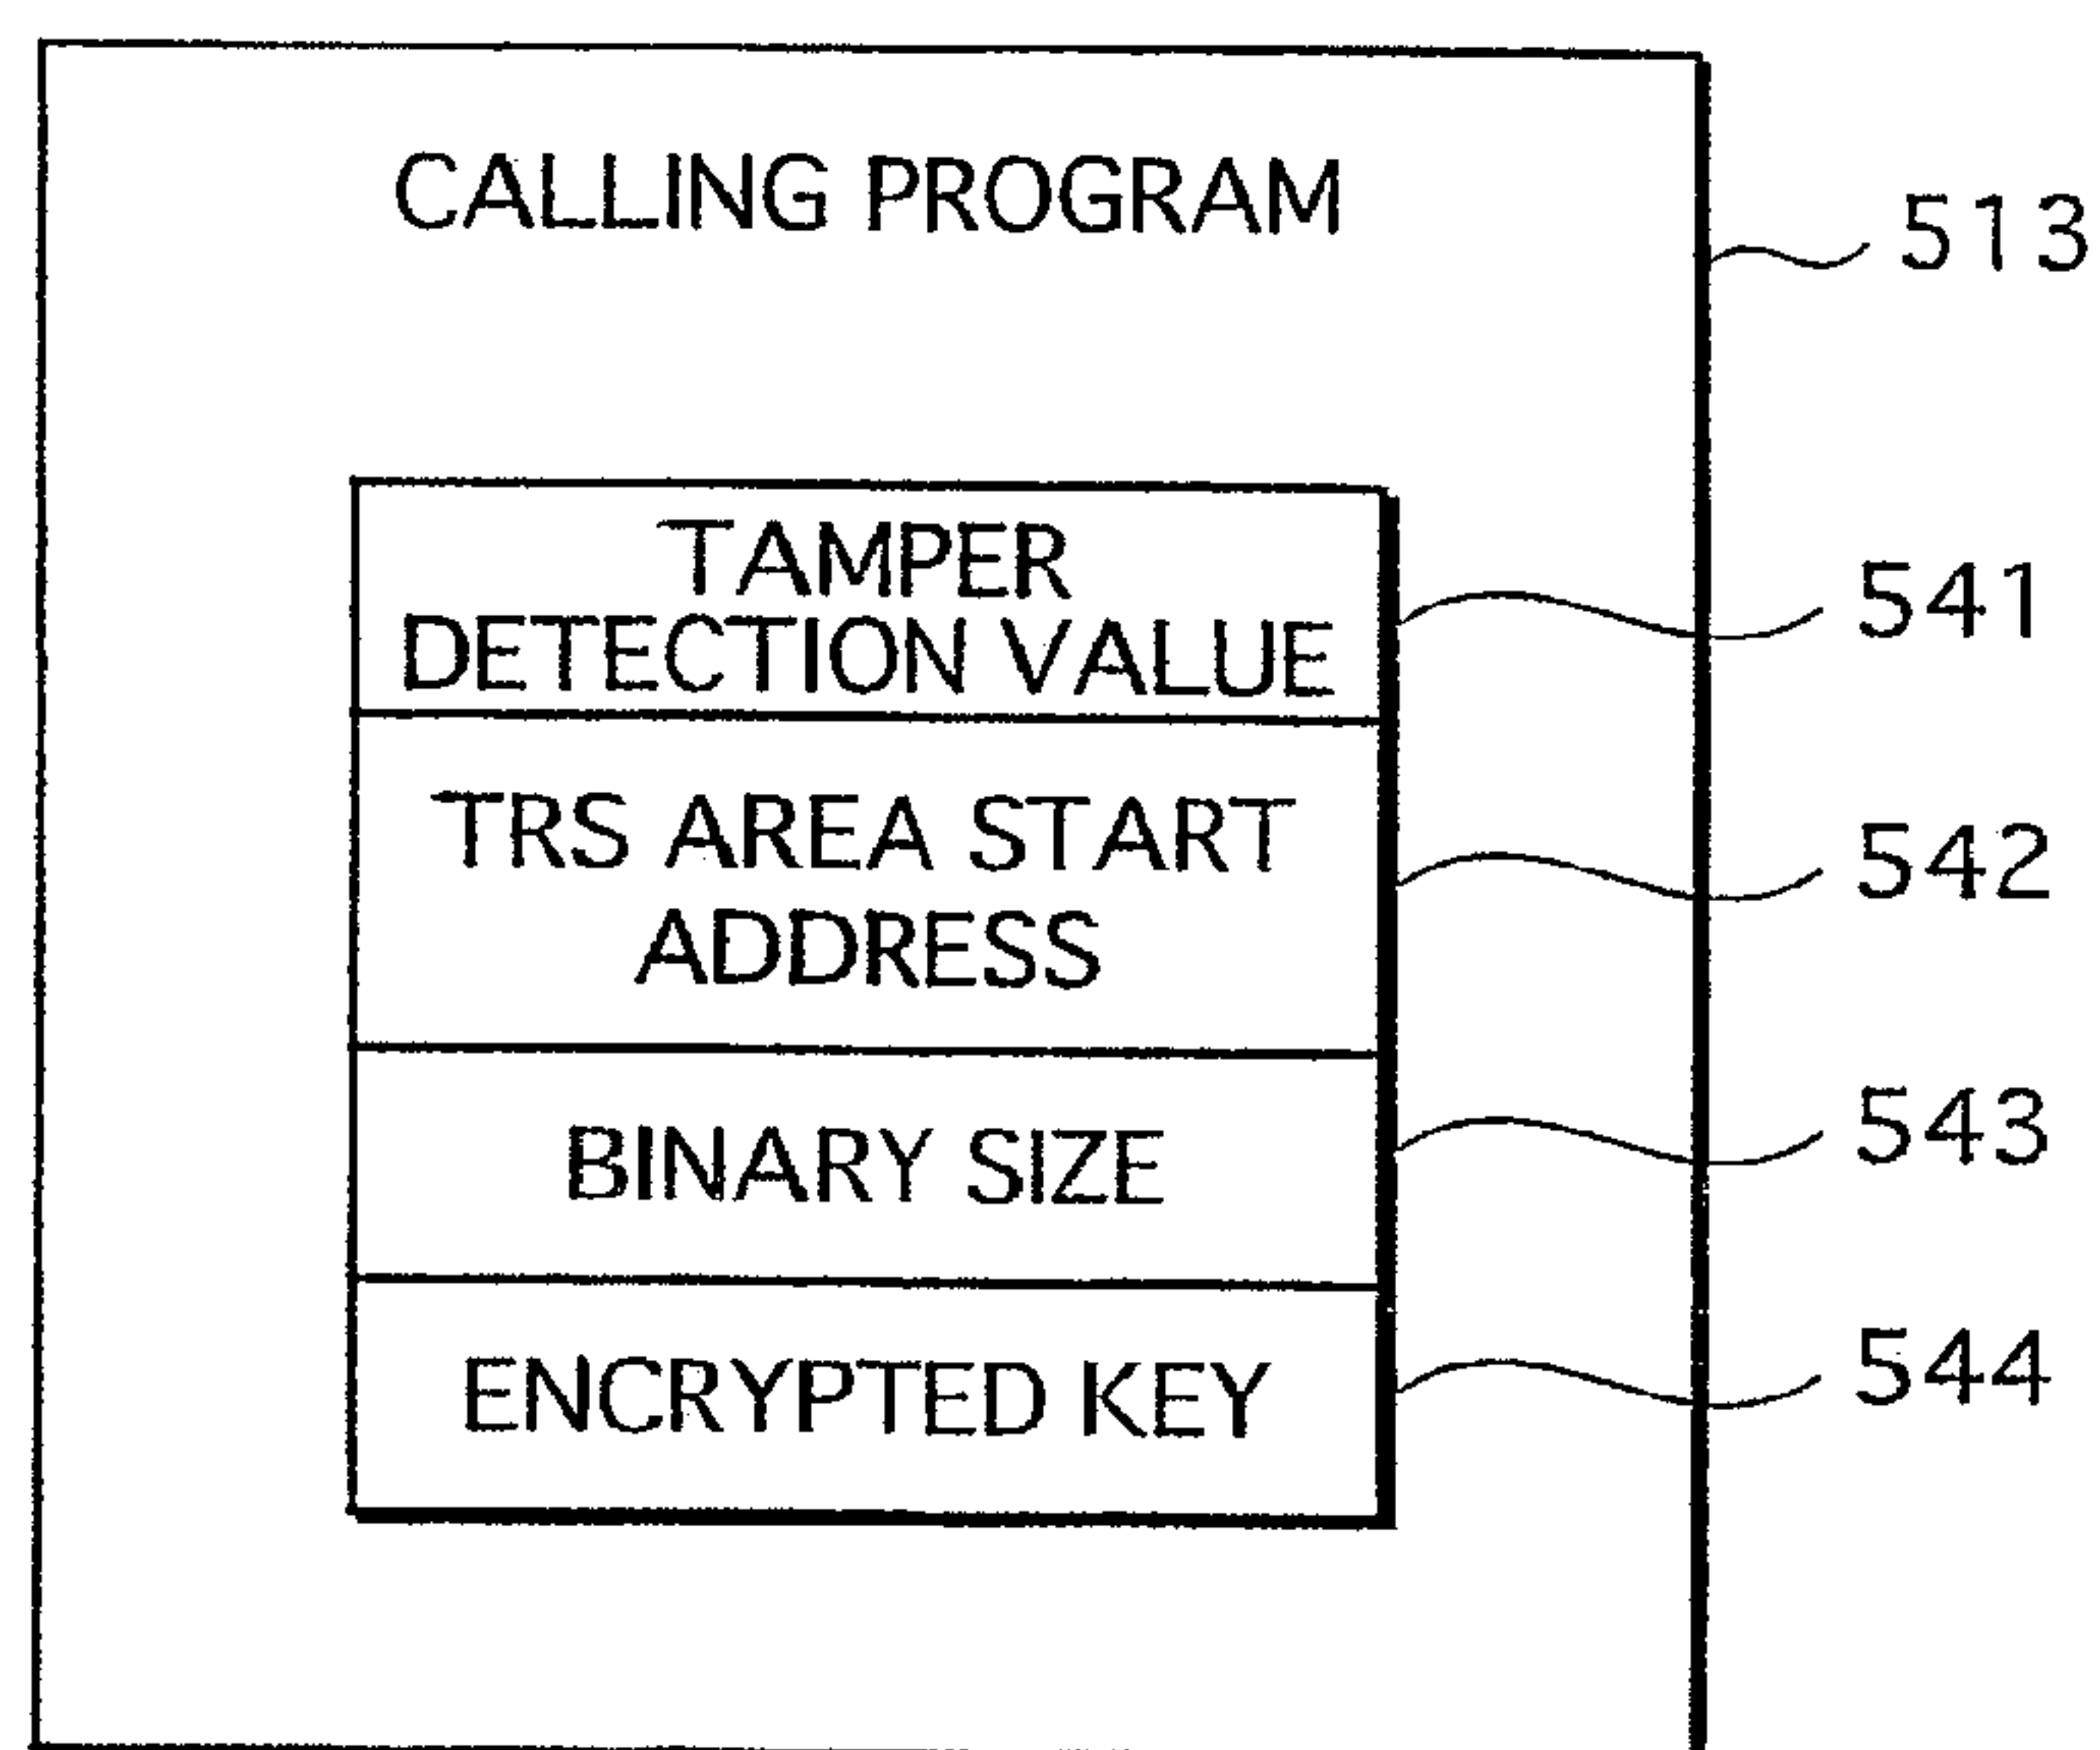 CALLING PROGRAM
513
TAMPER
DETECTION VALUE
541
TRS AREA START
ADDRESS
542
BINARY SIZE
543
ENCRYPTED KEY
544